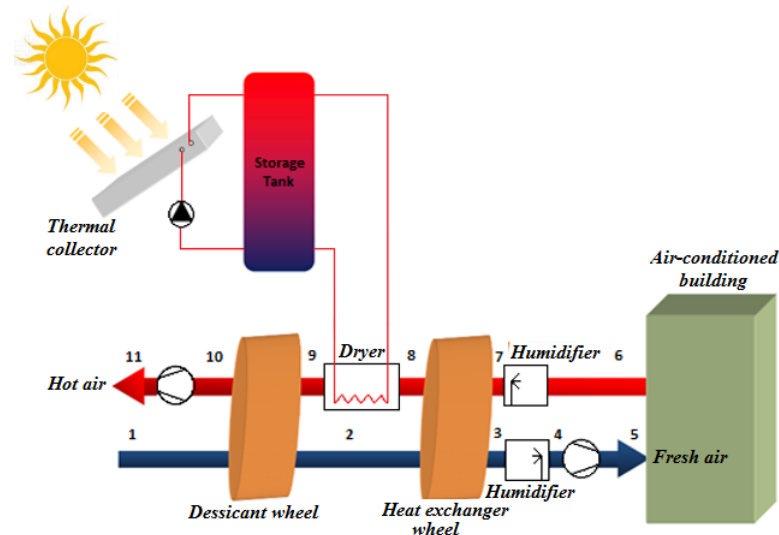 Storage
Tank
Thermal
collector
Air-conditioned
building
11 10 9 Dryer 8 7 Humidifier 6
Hot air
1 2 3 4 5
Fresh air
Dessicant wheel Heat exchanger
wheel
Humidifier